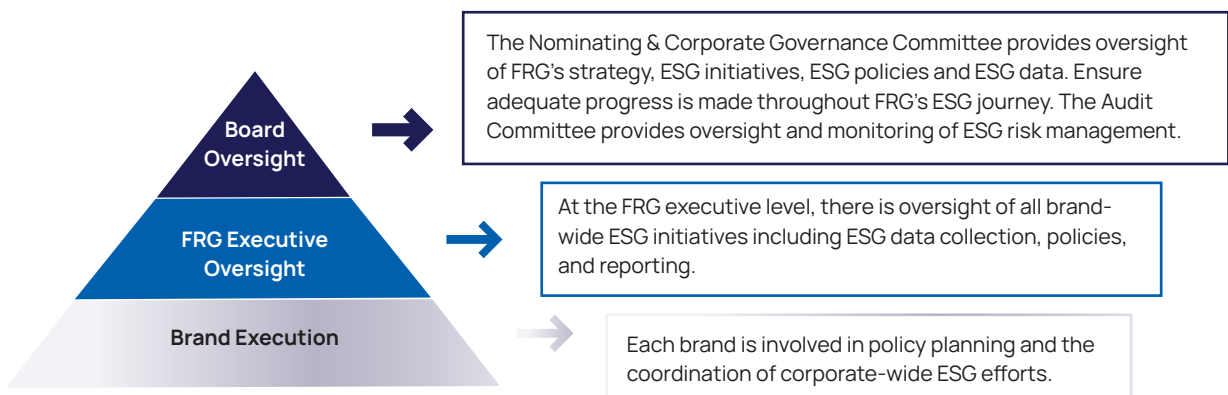 Board
Oversight
The Nominating & Corporate Governance Committee provides oversight
of FRG's strategy, ESG initiatives, ESG policies and ESG data. Ensure
adequate progress is made throughout FRG's ESG journey. The Audit
Committee provides oversight and monitoring of ESG risk management.
FRG Executive
Oversight
At the FRG executive level, there is oversight of all brand-
wide ESG initiatives including ESG data collection, policies,
and reporting.
Brand Execution
Each brand is involved in policy planning and the
coordination of corporate-wide ESG efforts.